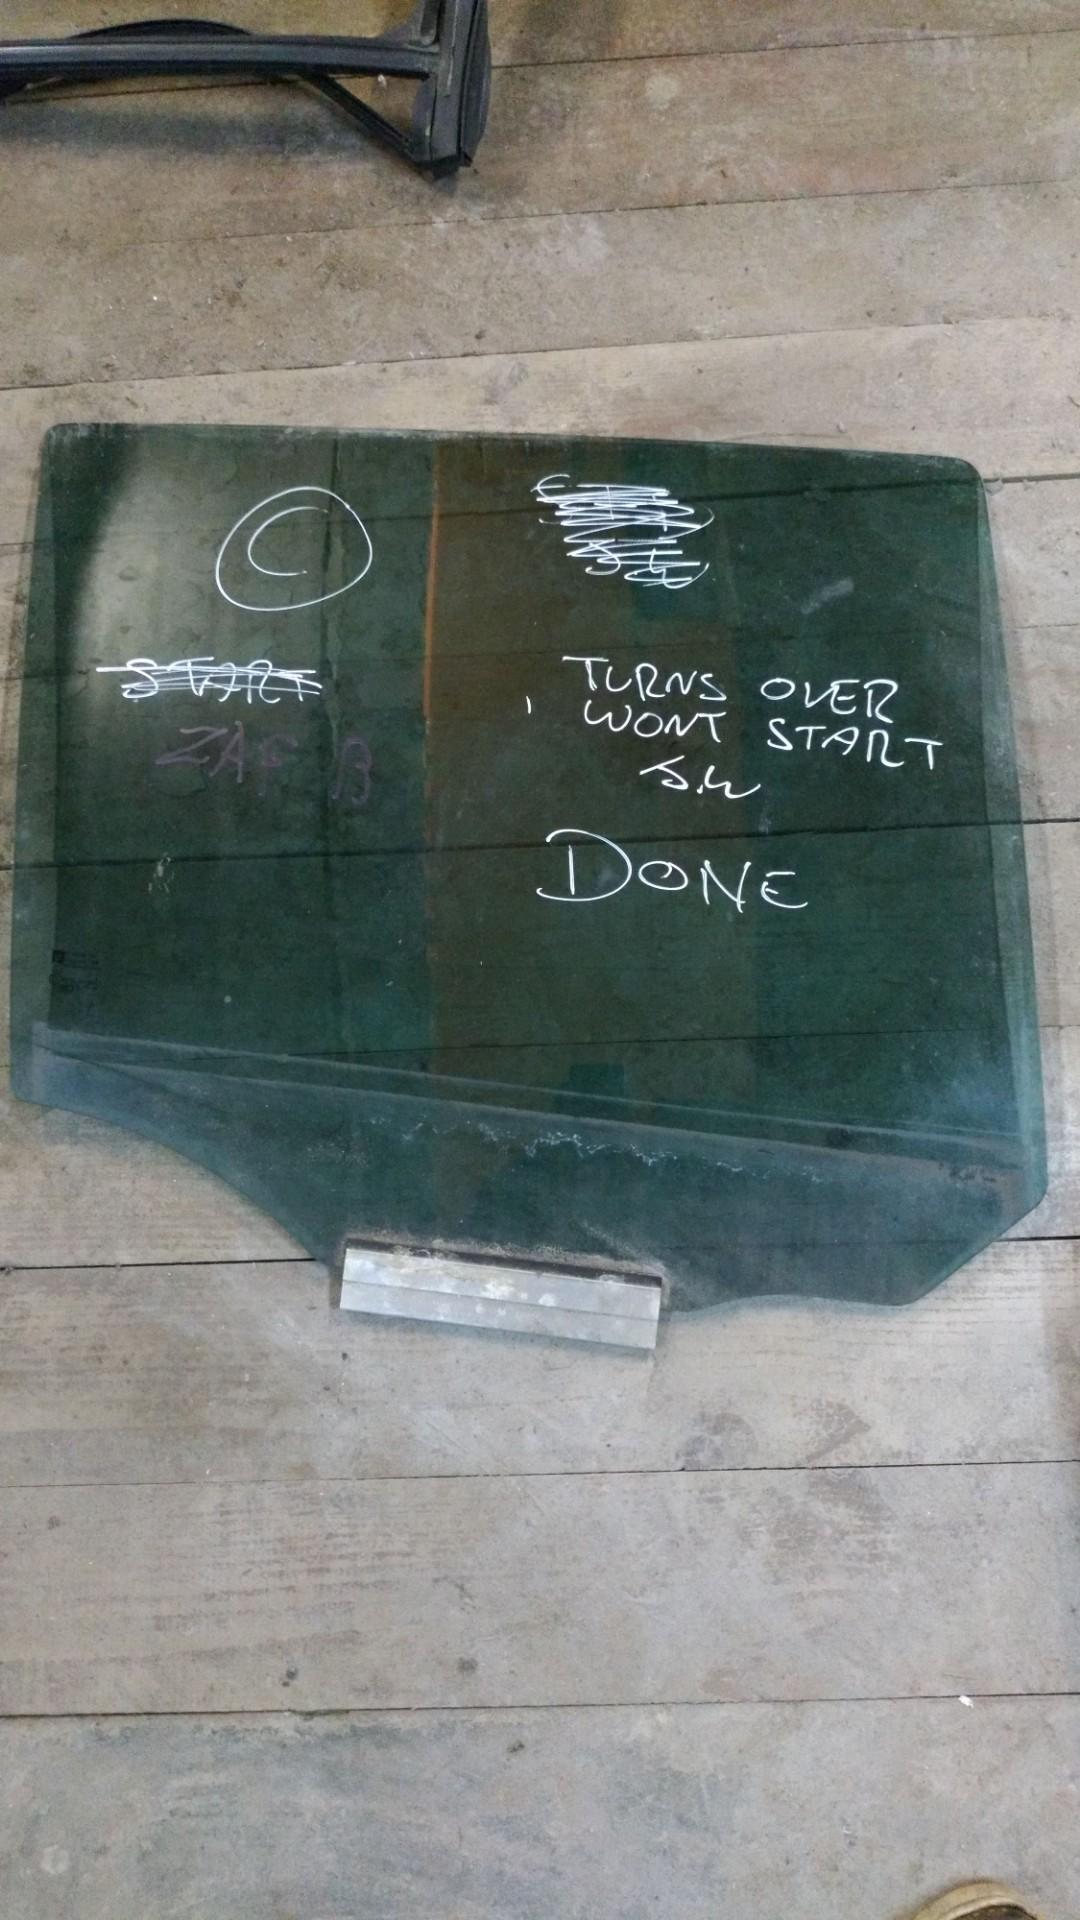 C
START
ZAF B
TURNS OVER
WONT START
DONE